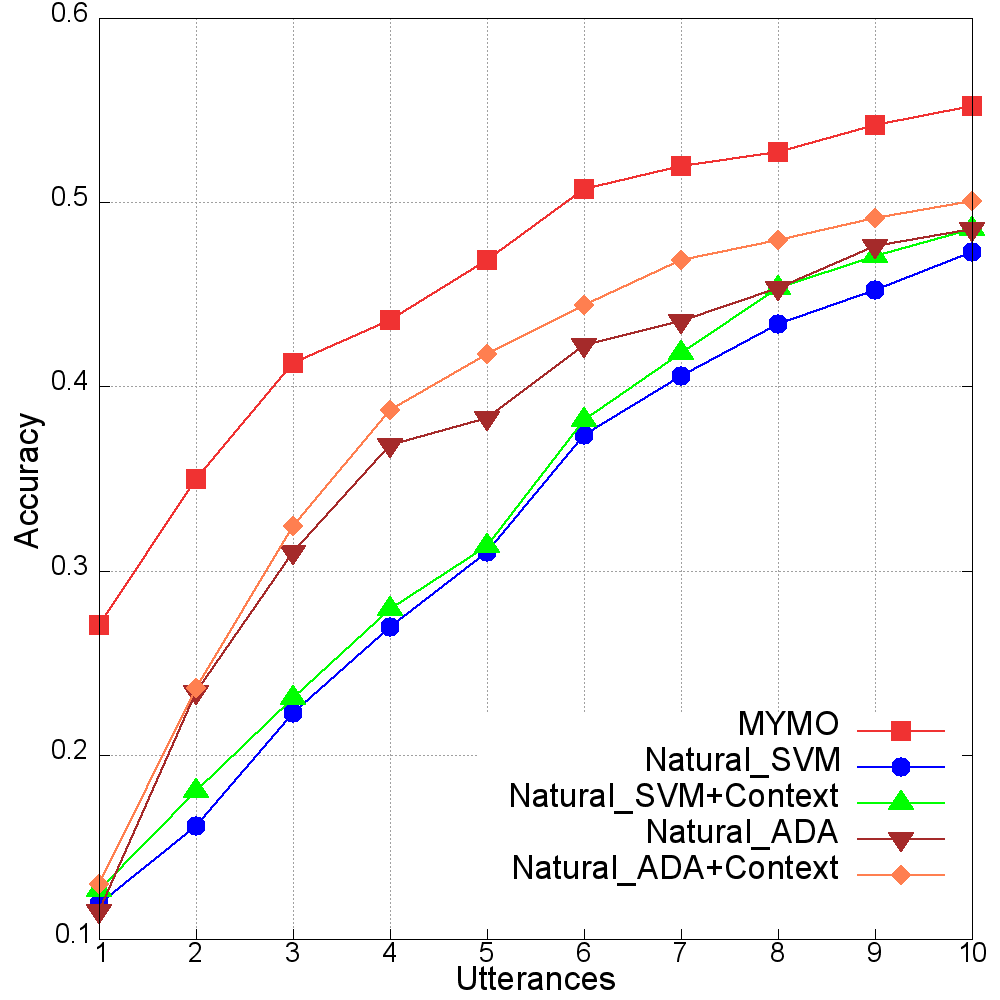 0.6
0.5
0.4
0.3
0.2
0.1
Accuracy
MYMO
Natural_SVM
Natural_SVM+Context
Natural_ADA
Natural_ADA+Context
1 2 3 4 5 6 7 8 9 10
Utterances